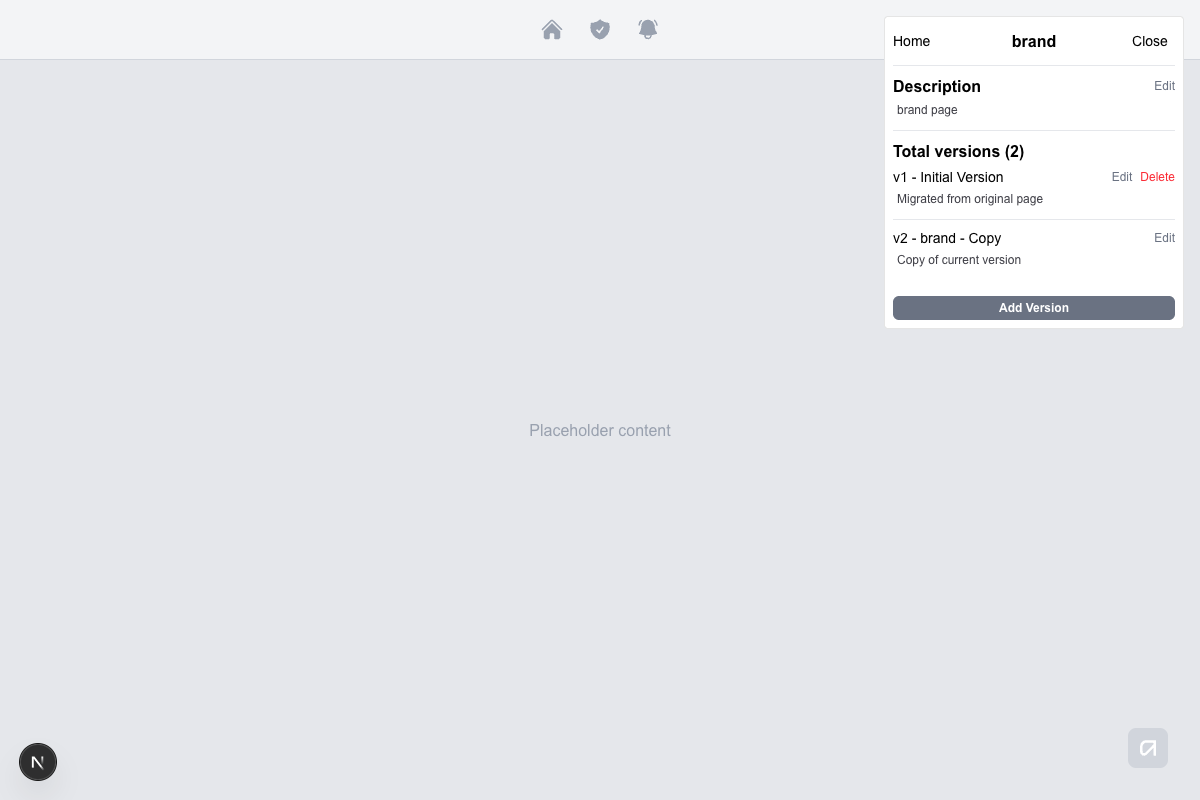 Home brand Close
Description Edit
brand page
Total versions (2)
v1 - Initial Version Edit Delete
Migrated from original page
v2 - brand - Copy Edit
Copy of current version
Add Version
Placeholder content
N